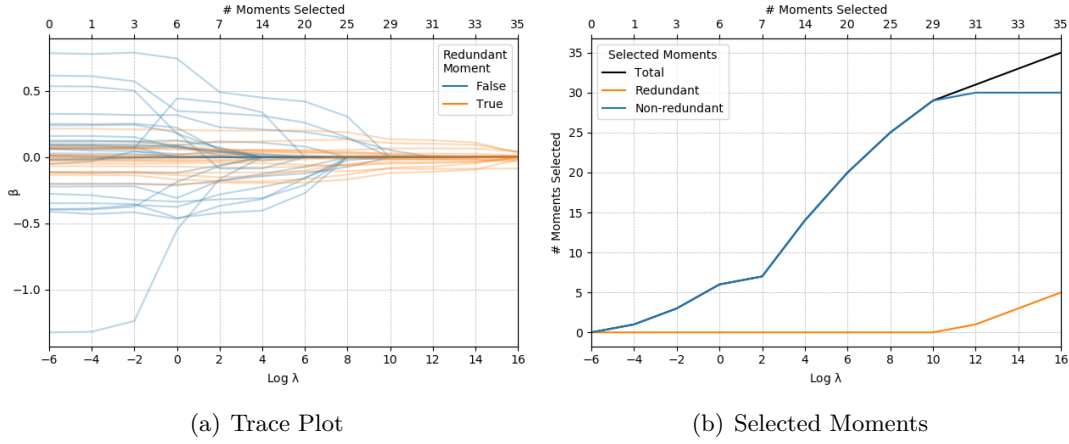 # Moments Selected
0 1 3 6 7 14 20 25 29 31 33 35
Redundant
Moment
False
True
0.5
0.0
−0.5
−1.0
β
−6 −4 −2 0 2 4 6 8 10 12 14 16
Log λ
(a) Trace Plot
# Moments Selected
0 1 3 6 7 14 20 25 29 31 33 35
Selected Moments
Total
Redundant
Non-redundant
35
30
25
20
15
10
5
0
# Moments Selected
−6 −4 −2 0 2 4 6 8 10 12 14 16
Log λ
(b) Selected Moments